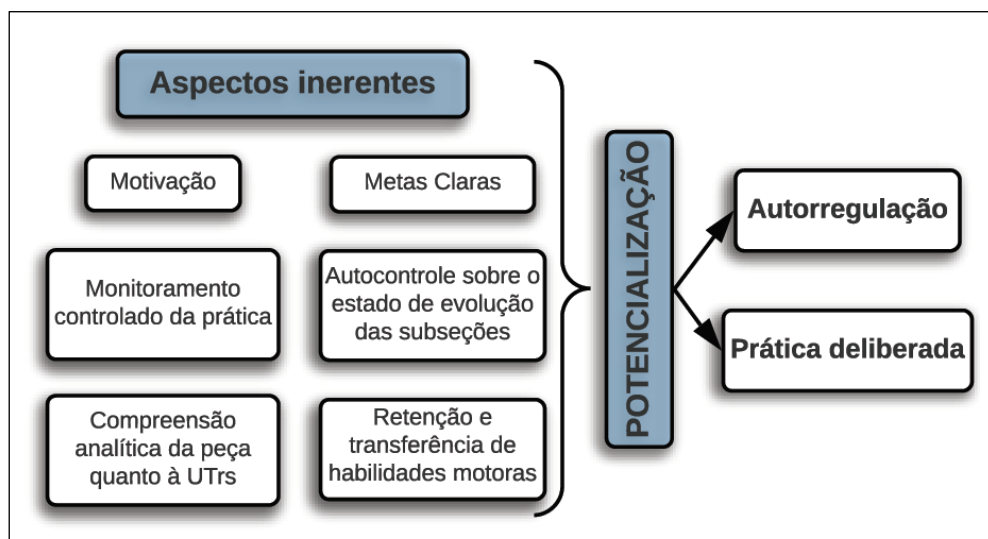 Aspectos inerentes
Motivação
Metas Claras
Monitoramento
controlado da prática
Autocontrole sobre o
estado de evolução
das subseções
Compreensão
analítica da peça
quanto à UTrs
Retenção e
transferência de
habilidades motoras
POTENCIALIZAÇÃO
Autorregulação
Prática deliberada